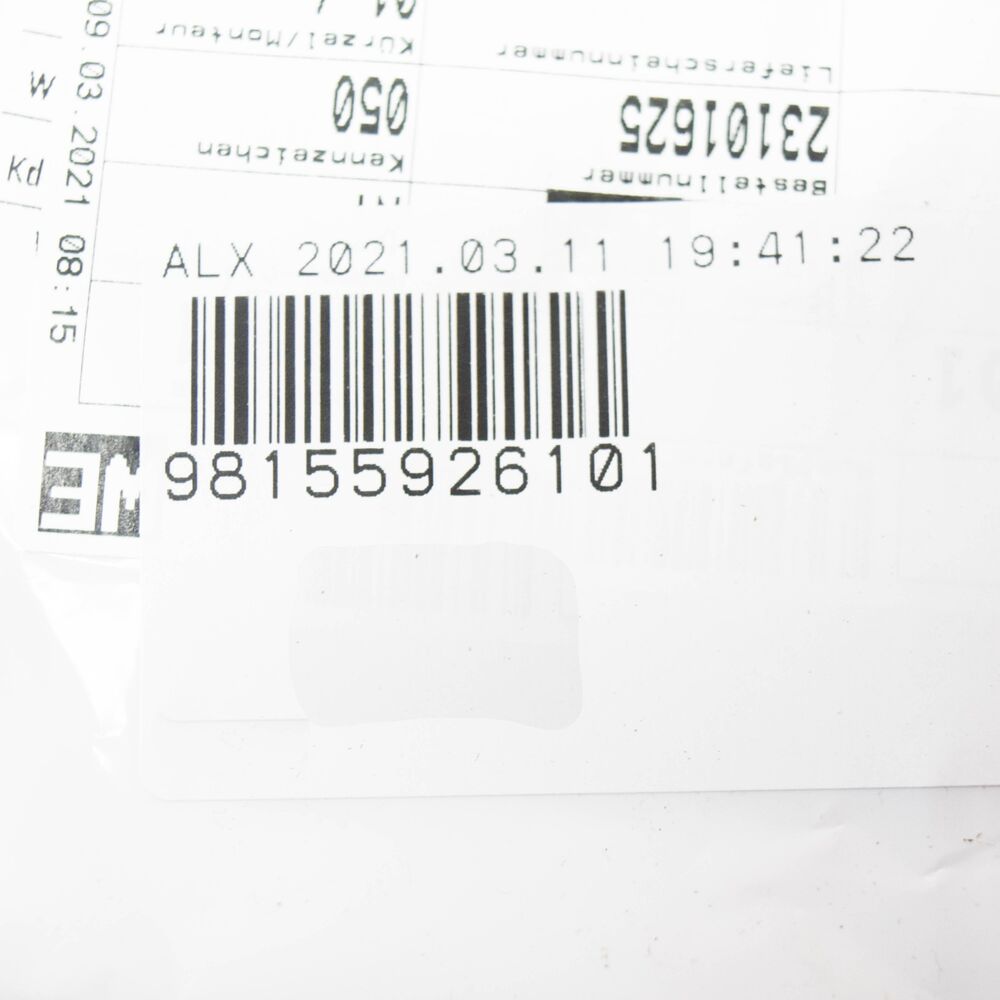 ALX 2021.03.11 19:41:22
98155926101
Bestellnummer
23101625
Lieferscheinnummer
Kennzeichen
050
Kürzel/Monteur
09.03.2021 08:15
W
Kd